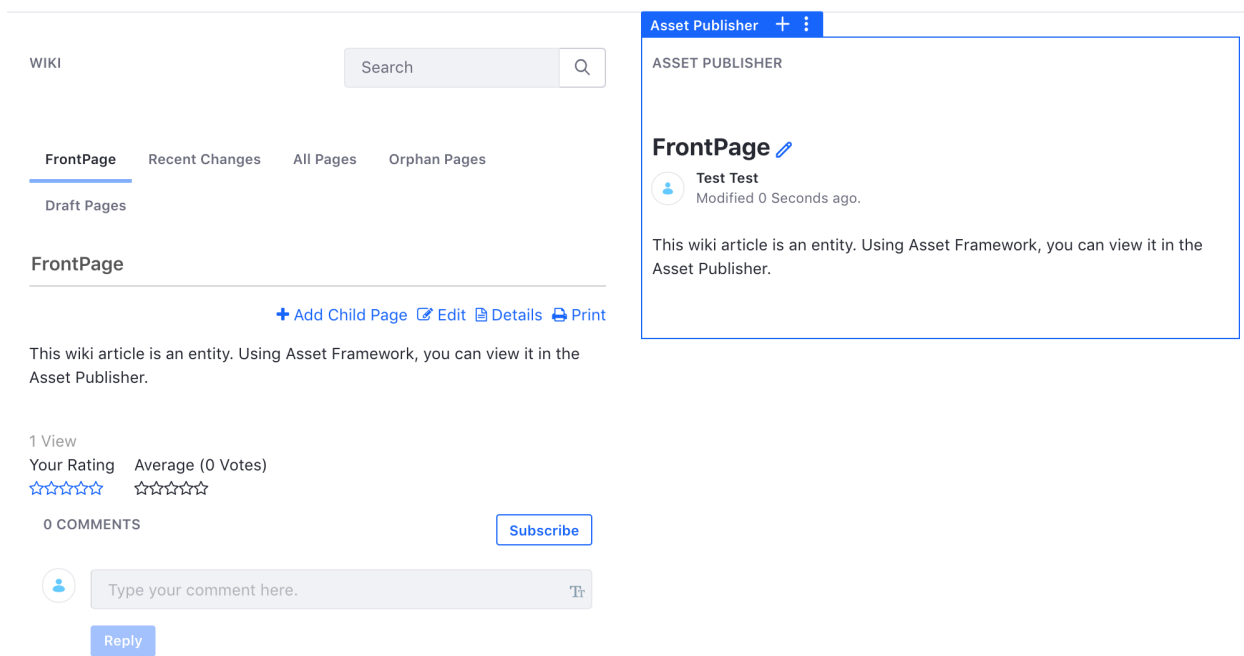 WIKI
Search
FrontPage Recent Changes All Pages Orphan Pages
Draft Pages
FrontPage
Add Child Page Edit Details Print
This wiki article is an entity. Using Asset Framework, you can view it in the
Asset Publisher.
1 View
Your Rating Average (0 Votes)
0 COMMENTS
Subscribe
Type your comment here.
Tr
Reply
Asset Publisher
ASSET PUBLISHER
FrontPage
Test Test
Modified 0 Seconds ago.
This wiki article is an entity. Using Asset Framework, you can view it in the
Asset Publisher.